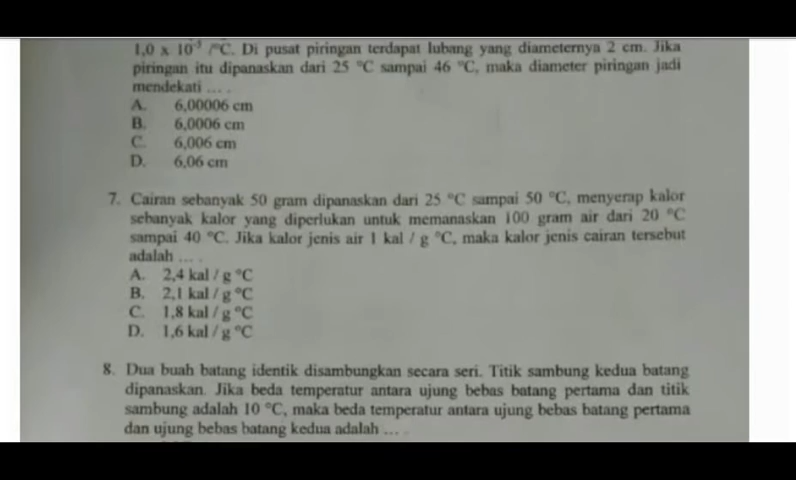 1,0 x 10⁻⁵ /°C. Di pusat piringan terdapat lubang yang diameternya 2 cm. Jika
piringan itu dipanaskan dari 25 °C sampai 46 °C, maka diameter piringan jadi
mendekati ... .
A. 6,00006 cm
B. 6,0006 cm
C. 6,006 cm
D. 6,06 cm
7. Cairan sebanyak 50 gram dipanaskan dari 25 °C sampai 50 °C, menyerap kalor
sebanyak kalor yang diperlukan untuk memanaskan 100 gram air dari 20 °C
sampai 40 °C. Jika kalor jenis air 1 kal / g °C, maka kalor jenis cairan tersebut
adalah ... .
A. 2,4 kal / g °C
B. 2,1 kal / g °C
C. 1,8 kal / g °C
D. 1,6 kal / g °C
8. Dua buah batang identik disambungkan secara seri. Titik sambung kedua batang
dipanaskan. Jika beda temperatur antara ujung bebas batang pertama dan titik
sambung adalah 10 °C, maka beda temperatur antara ujung bebas batang pertama
dan ujung bebas batang kedua adalah ... .